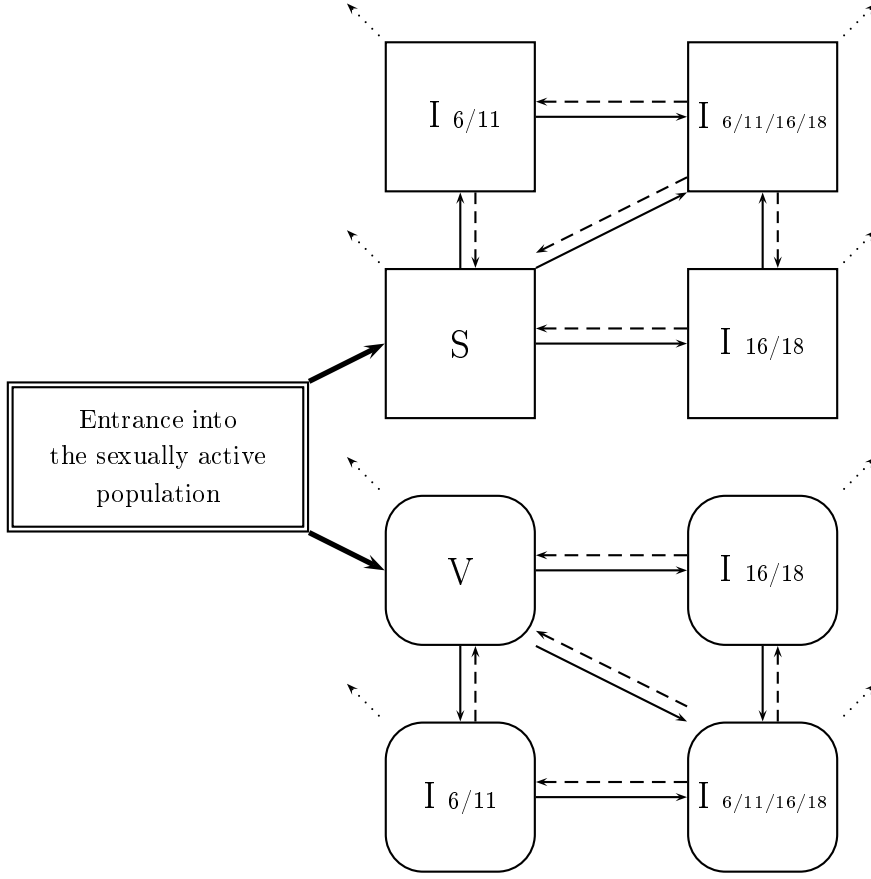 I 6/11
I 6/11/16/18
S
I 16/18
Entrance into
the sexually active
population
V
I 16/18
I 6/11
I 6/11/16/18